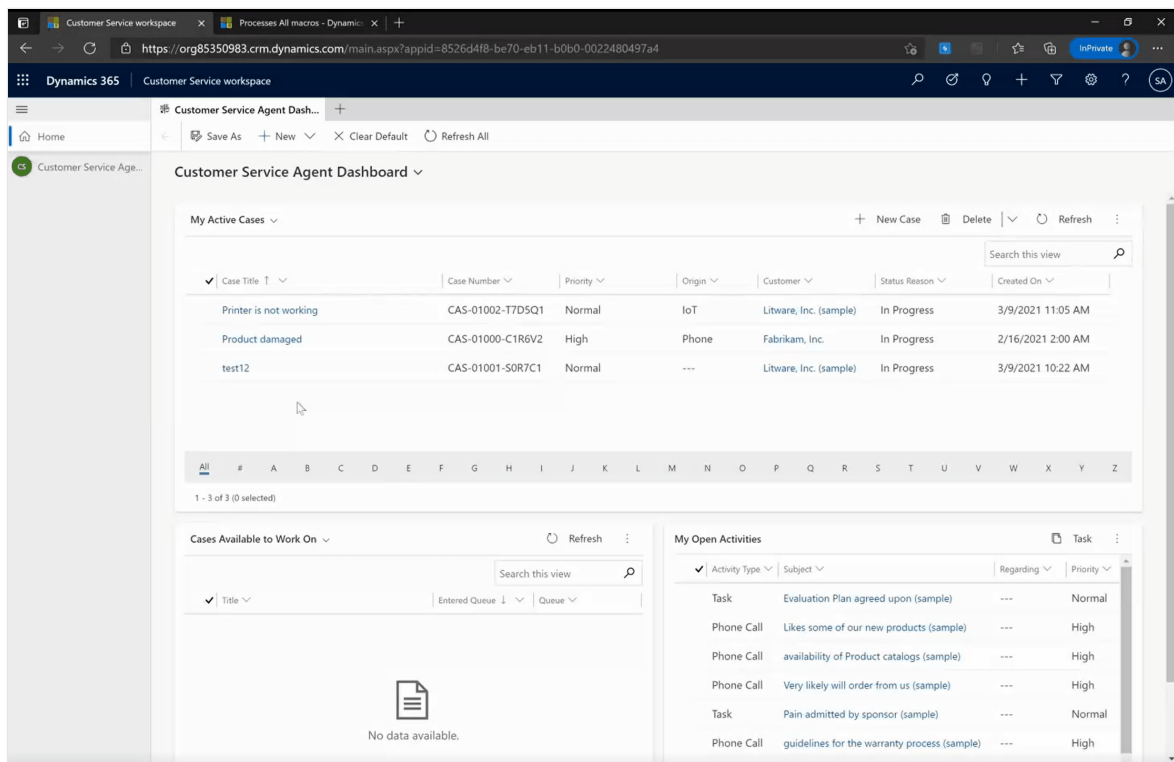 Customer Service workspace
Processes All macros - Dynamic
https://org85350983.crm.dynamics.com/main.aspx?appid=8526d4f8-be70-eb11-b0b0-0022480497a4
InPrivate
Dynamics 365 Customer Service workspace
SA
Customer Service Agent Dash...
Home
Save As New Clear Default Refresh All
CS Customer Service Age...
Customer Service Agent Dashboard
My Active Cases New Case Delete Refresh
Search this view
Case Title Case Number Priority Origin Customer Status Reason Created On
Printer is not working CAS-01002-T7D5Q1 Normal IoT Litware, Inc. (sample) In Progress 3/9/2021 11:05 AM
Product damaged CAS-01000-C1R6V2 High Phone Fabrikam, Inc. In Progress 2/16/2021 2:00 AM
test12 CAS-01001-S0R7C1 Normal --- Litware, Inc. (sample) In Progress 3/9/2021 10:22 AM
All # A B C D E F G H I J K L M N O P Q R S T U V W X Y Z
1 - 3 of 3 (0 selected)
Cases Available to Work On Refresh
Search this view
Title Entered Queue Queue
No data available.
My Open Activities Task
Activity Type Subject Regarding Priority
Task Evaluation Plan agreed upon (sample) --- Normal
Phone Call Likes some of our new products (sample) --- High
Phone Call availability of Product catalogs (sample) --- High
Phone Call Very likely will order from us (sample) --- High
Task Pain admitted by sponsor (sample) --- Normal
Phone Call guidelines for the warranty process (sample) --- High